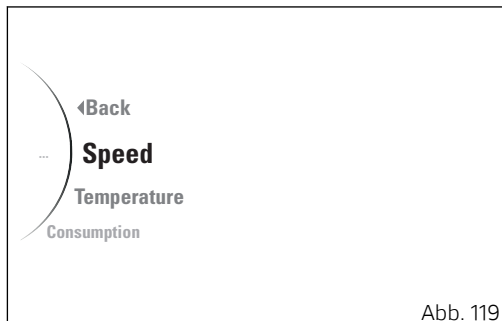 ◀Back
... Speed
Temperature
Consumption
Abb. 119